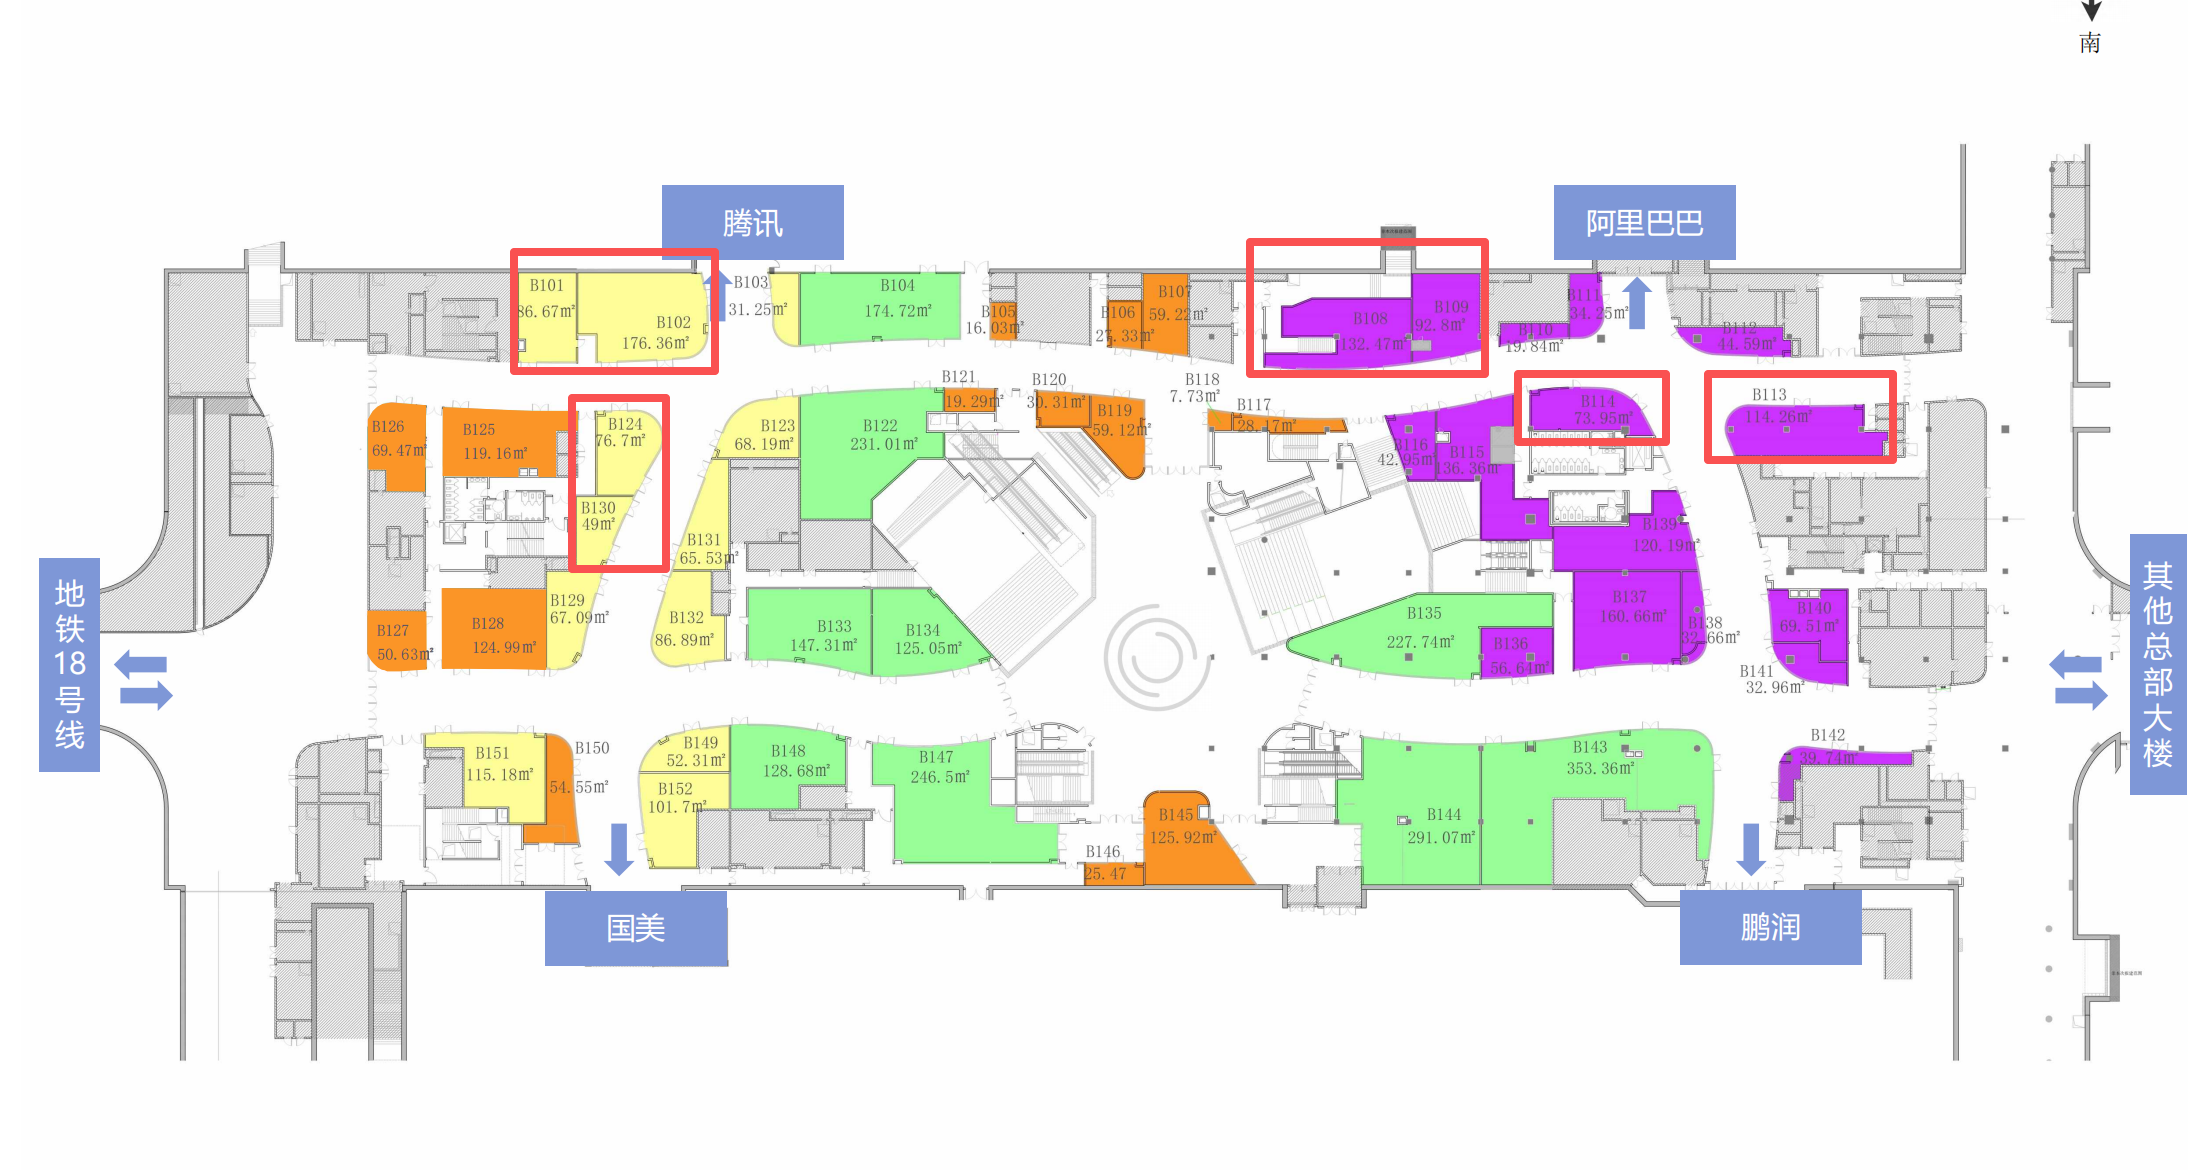 南
腾讯
阿里巴巴
B101
86.67m²
B102
176.36m²
B103
31.25m²
B104
174.72m²
B105
16.03m²
B106
27.33m²
B107
59.22m²
B108
132.47m²
B109
92.8m²
B110
19.84m²
B111
34.25m²
B112
44.59m²
B126
69.47m²
B125
119.16m²
B124
76.7m²
B130
49m²
B123
68.19m²
B122
231.01m²
B121
19.29m²
B120
30.31m²
B119
59.12m²
B118
7.73m²
B117
28.17m²
B116
42.95m²
B115
136.36m²
B114
73.95m²
B113
114.26m²
B131
65.53m²
B139
120.19m²
地铁18号线
其他总部大楼
B127
50.63m²
B128
124.99m²
B129
67.09m²
B132
86.89m²
B133
147.31m²
B134
125.05m²
B135
227.74m²
B136
56.64m²
B137
160.66m²
B138
32.66m²
B140
69.51m²
B141
32.96m²
B151
115.18m²
B150
54.55m²
B149
52.31m²
B152
101.7m²
B148
128.68m²
B147
246.5m²
B146
25.47
B145
125.92m²
B144
291.07m²
B143
353.36m²
B142
39.74m²
国美
鹏润